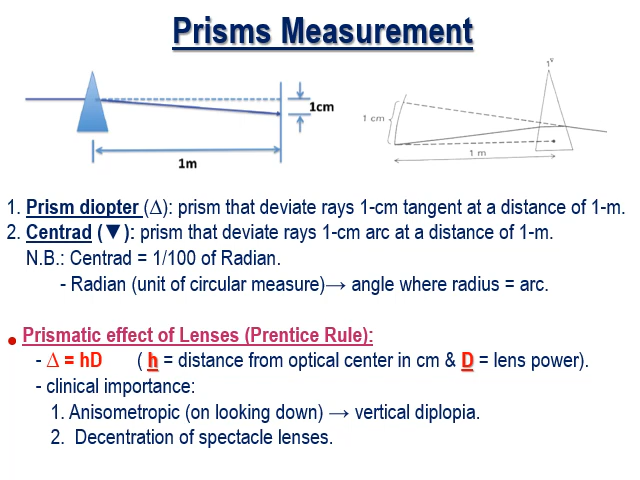 Prisms Measurement
1cm
1m
1 cm
1 m
1. Prism diopter (∆): prism that deviate rays 1-cm tangent at a distance of 1-m.
2. Centrad (▼): prism that deviate rays 1-cm arc at a distance of 1-m.
N.B.: Centrad = 1/100 of Radian.
- Radian (unit of circular measure)→ angle where radius = arc.
● Prismatic effect of Lenses (Prentice Rule):
- ∆ = hD ( h = distance from optical center in cm & D = lens power).
- clinical importance:
1. Anisometropic (on looking down) → vertical diplopia.
2. Decentration of spectacle lenses.